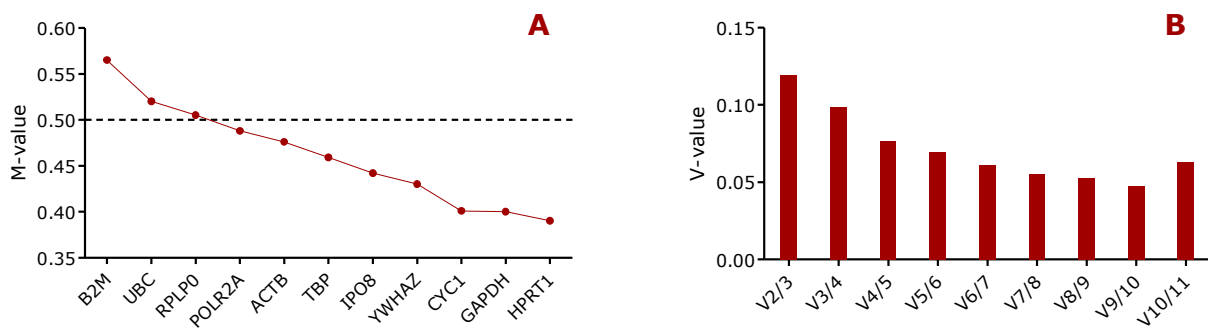 A
0.60
0.55
0.50
0.45
0.40
0.35
M-value
B2M
UBC
RPLP0
POLR2A
ACTB
TBP
IPO8
YWHAZ
CYC1
GAPDH
HPRT1
B
0.15
0.10
0.05
0.00
V-value
V2/3
V3/4
V4/5
V5/6
V6/7
V7/8
V8/9
V9/10
V10/11